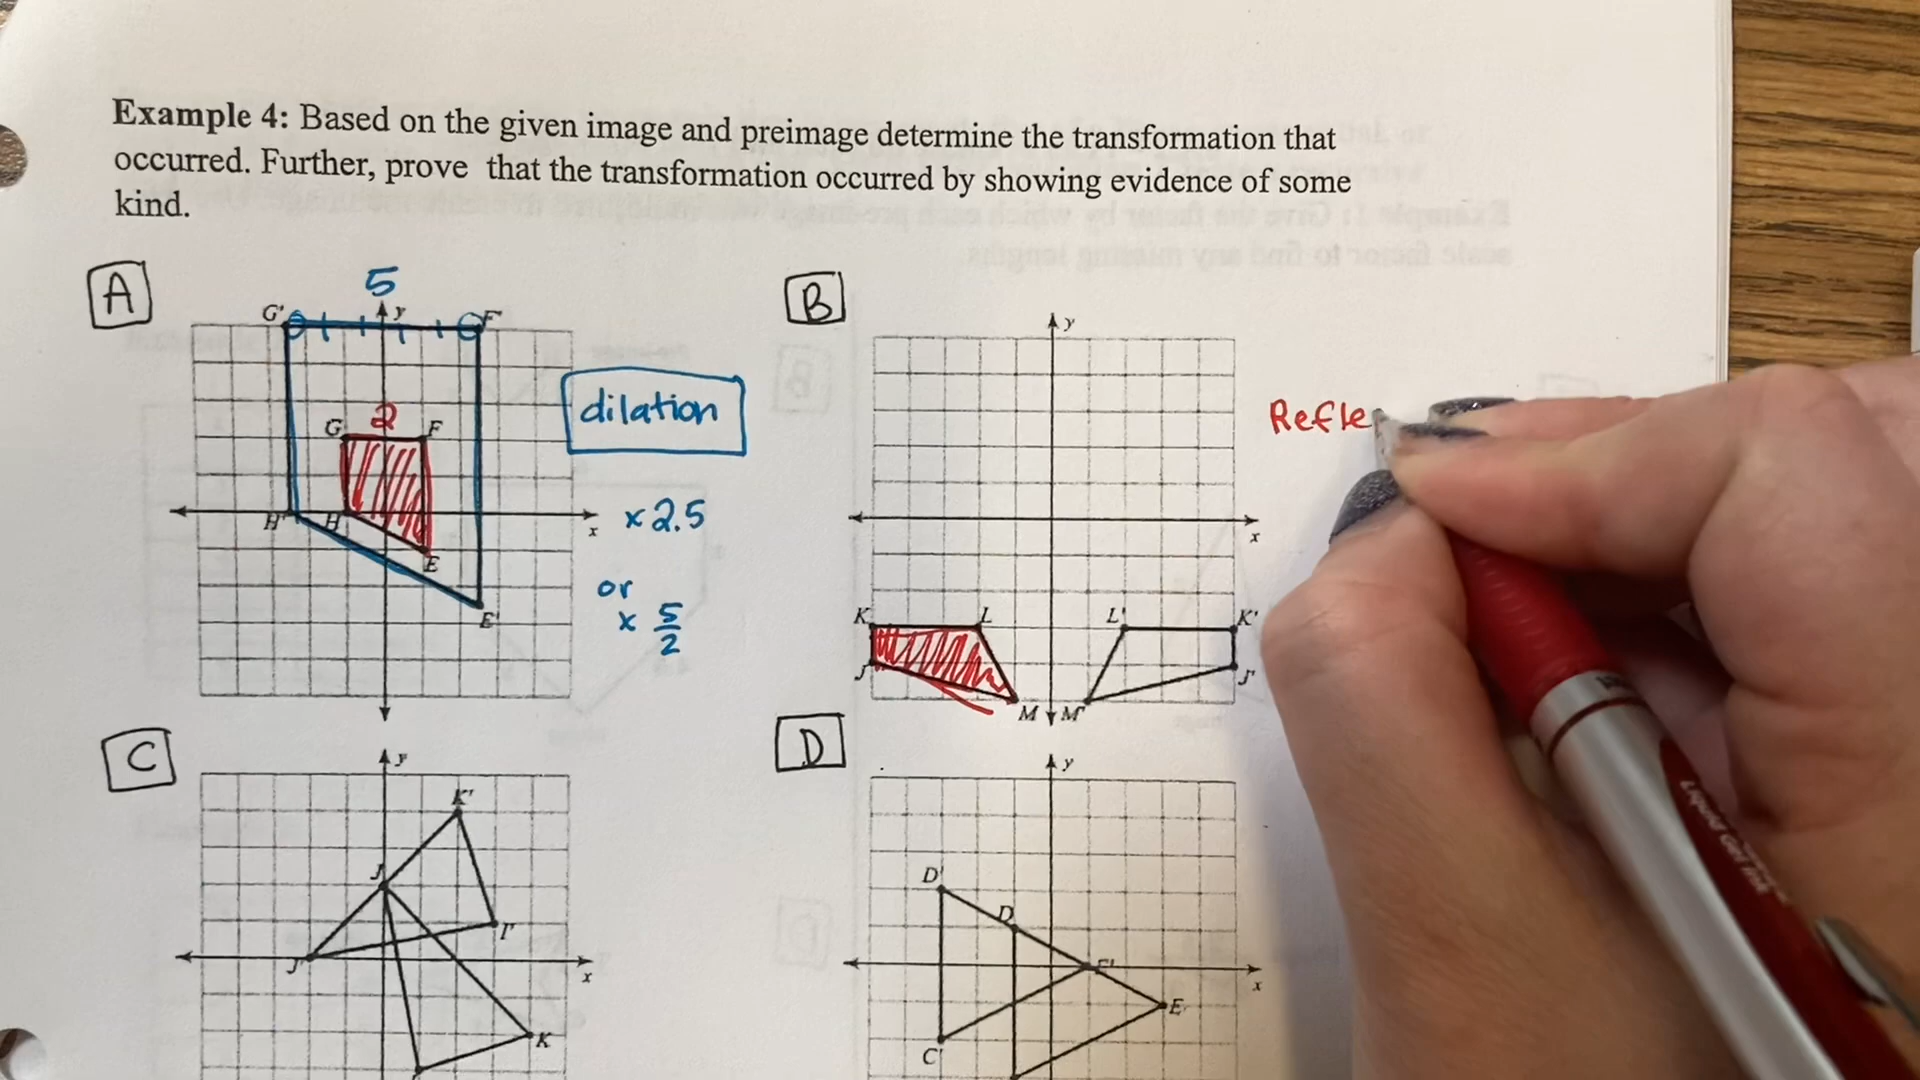 Example 4: Based on the given image and preimage determine the transformation that
occurred. Further, prove that the transformation occurred by showing evidence of some
kind.
A
5
G' y F'
2
G F
dilation
H' H x
E
E'
x 2.5
or
x 5/2
B
y
Refle
x
K L L' K'
J J'
M M'
C
y
K'
J
I'
J' x
K
D
y
D'
D
E' x
E
C'